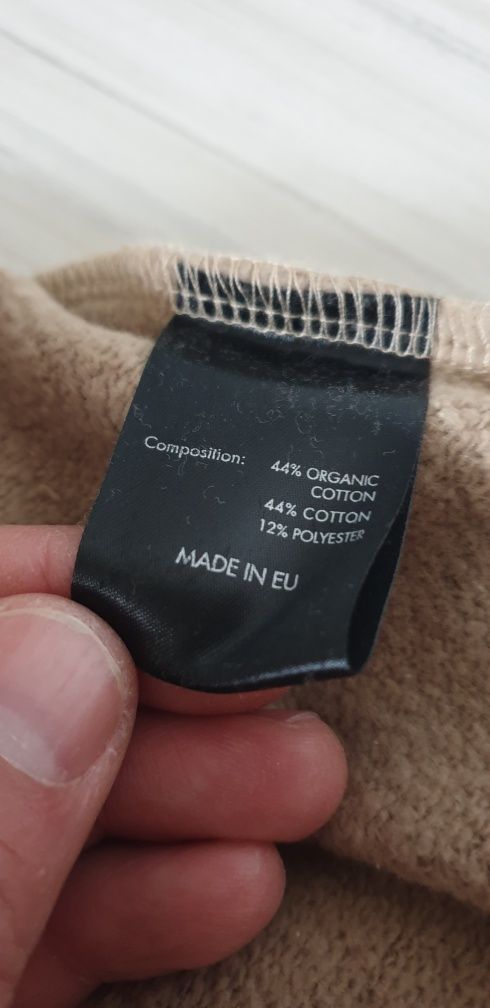 Composition: 44% ORGANIC
COTTON
44% COTTON
12% POLYESTER
MADE IN EU